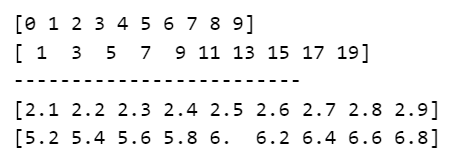 [0 1 2 3 4 5 6 7 8 9]
[ 1  3  5  7  9 11 13 15 17 19]
-------------------------
[2.1 2.2 2.3 2.4 2.5 2.6 2.7 2.8 2.9]
[5.2 5.4 5.6 5.8 6.  6.2 6.4 6.6 6.8]